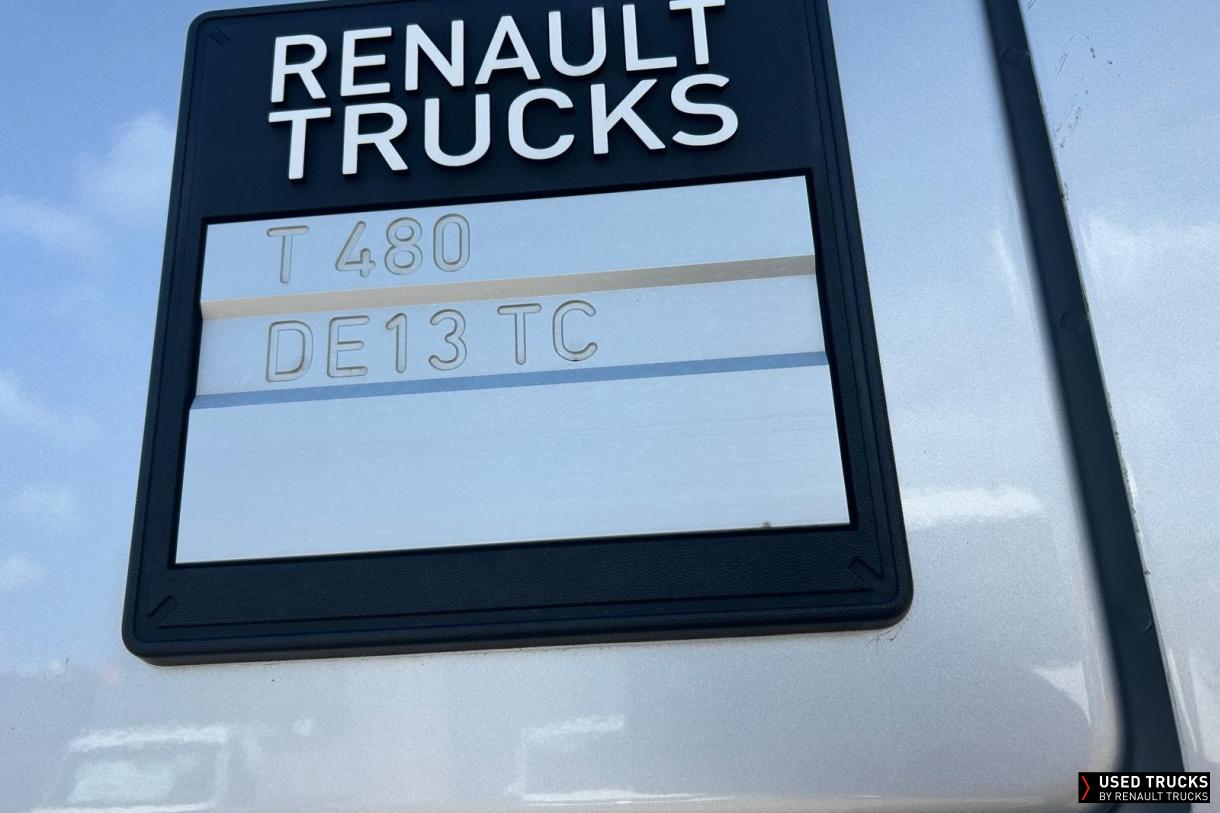 RENAULT
TRUCKS
T 480
DE13 TC
USED TRUCKS
BY RENAULT TRUCKS